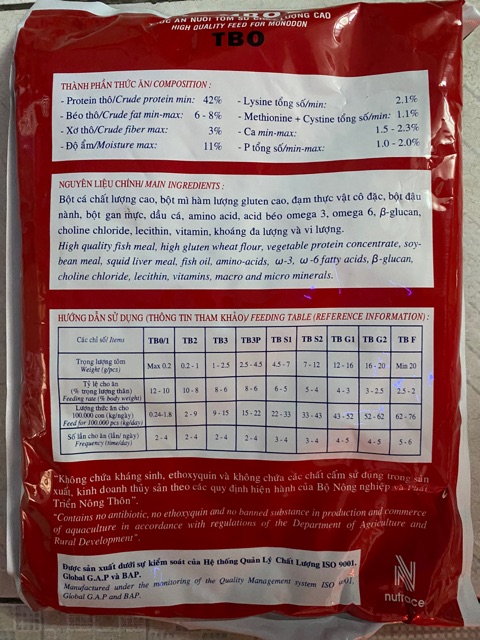 THỨC ĂN NUÔI TÔM SÚ CHẤT LƯỢNG CAO
HIGH QUALITY FEED FOR MONODON
TBO
THÀNH PHẦN THỨC ĂN/ COMPOSITION :
- Protein thô/Crude protein min: 42%
- Béo thô/Crude fat min-max: 6 - 8%
- Xơ thô/Crude fiber max: 3%
- Độ ẩm/Moisture max: 11%
- Lysine tổng số/min: 2.1%
- Methionine + Cystine tổng số/min: 1.1%
- Ca min-max: 1.5 - 2.3%
- P tổng số/min-max: 1.0 - 2.0%
NGUYÊN LIỆU CHÍNH/ MAIN INGREDIENTS :
Bột cá chất lượng cao, bột mì hàm lượng gluten cao, đạm thực vật cô đặc, bột đậu
nành, bột gan mực, dầu cá, amino acid, acid béo omega 3, omega 6, β-glucan,
choline chloride, lecithin, vitamin, khoáng đa lượng và vi lượng.
High quality fish meal, high gluten wheat flour, vegetable protein concentrate, soy-
bean meal, squid liver meal, fish oil, amino-acids, ω-3, ω-6 fatty acids, β-glucan,
choline chloride, lecithin, vitamins, macro and micro minerals.
HƯỚNG DẪN SỬ DỤNG (THÔNG TIN THAM KHẢO)/ FEEDING TABLE (REFERENCE INFORMATION) :
Các chỉ số/ Items TB0/1 TB2 TB3 TB3P TB S1 TB S2 TB G1 TB G2 TB F
Trọng lượng tôm
Weight (g/pcs) Max 0.2 0.2 - 1 1 - 2.5 2.5 - 4.5 4.5 - 7 7 - 12 12 - 16 16 - 20 Min 20
Tỷ lệ cho ăn
(% trọng lượng thân)
Feeding rate (% body weight) 12 - 10 10 - 8 8 - 6 8 - 6 6 - 5 5 - 4 4 - 3 3 - 2.5 2.5 - 2
Lượng thức ăn cho
100.000 con (kg/ngày)
Feed for 100.000 pcs (kg/day) 0.24-1.8 2 - 9 9 - 15 15 - 22 22 - 33 33 - 43 43 - 52 52 - 62 62 - 76
Số lần cho ăn (lần/ ngày)
Frequency (time/day) 2 - 4 2 - 4 2 - 4 2 - 4 3 - 4 3 - 4 4 - 5 4 - 5 5 - 6
"Không chứa kháng sinh, ethoxyquin và không chứa các chất cấm sử dụng trong sản
xuất, kinh doanh thủy sản theo các quy định hiện hành của Bộ Nông nghiệp và Phát
Triển Nông Thôn".
"Contains no antibiotic, no ethoxyquin and no banned substance in production and commerce
of aquaculture in accordance with regulations of the Department of Agriculture and
Rural Development".
Được sản xuất dưới sự kiểm soát của Hệ thống Quản Lý Chất Lượng ISO 9001,
Global G.A.P và BAP.
Manufactured under the monitoring of the Quality Management system ISO 9001,
Global G.A.P and BAP.
nutreco